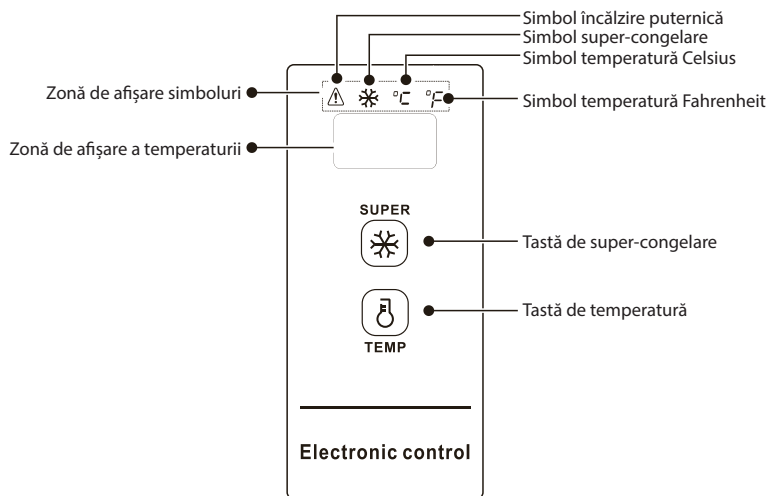 Simbol încălzire puternică
Simbol super-congelare
Simbol temperatură Celsius
Zonă de afișare simboluri
°C °F
Simbol temperatură Fahrenheit
Zonă de afișare a temperaturii
SUPER
Tastă de super-congelare
Tastă de temperatură
TEMP
Electronic control